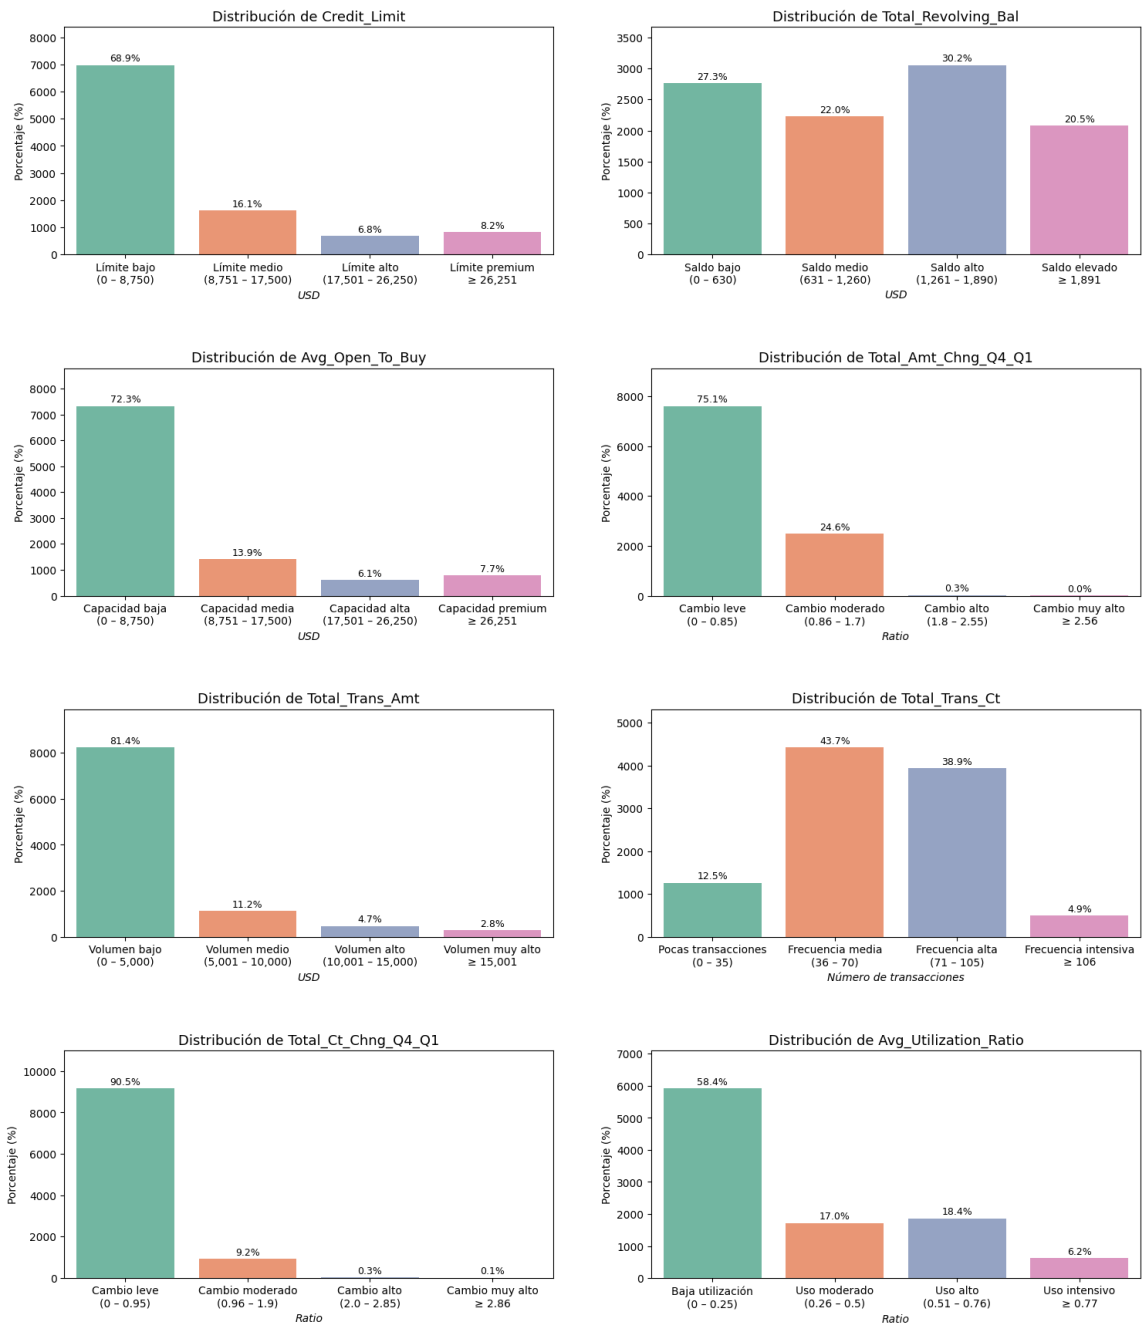 Distribución de Credit_Limit
Porcentaje (%)
8000
7000
6000
5000
4000
3000
2000
1000
0
68.9%
16.1%
6.8%
8.2%
Límite bajo
(0 – 8,750)
Límite medio
(8,751 – 17,500)
Límite alto
(17,501 – 26,250)
Límite premium
≥ 26,251
USD
Distribución de Total_Revolving_Bal
Porcentaje (%)
3500
3000
2500
2000
1500
1000
500
0
27.3%
22.0%
30.2%
20.5%
Saldo bajo
(0 – 630)
Saldo medio
(631 – 1,260)
Saldo alto
(1,261 – 1,890)
Saldo elevado
≥ 1,891
USD
Distribución de Avg_Open_To_Buy
Porcentaje (%)
8000
7000
6000
5000
4000
3000
2000
1000
0
72.3%
13.9%
6.1%
7.7%
Capacidad baja
(0 – 8,750)
Capacidad media
(8,751 – 17,500)
Capacidad alta
(17,501 – 26,250)
Capacidad premium
≥ 26,251
USD
Distribución de Total_Amt_Chng_Q4_Q1
Porcentaje (%)
8000
6000
4000
2000
0
75.1%
24.6%
0.3%
0.0%
Cambio leve
(0 – 0.85)
Cambio moderado
(0.86 – 1.7)
Cambio alto
(1.8 – 2.55)
Cambio muy alto
≥ 2.56
Ratio
Distribución de Total_Trans_Amt
Porcentaje (%)
8000
6000
4000
2000
0
81.4%
11.2%
4.7%
2.8%
Volumen bajo
(0 – 5,000)
Volumen medio
(5,001 – 10,000)
Volumen alto
(10,001 – 15,000)
Volumen muy alto
≥ 15,001
USD
Distribución de Total_Trans_Ct
Porcentaje (%)
5000
4000
3000
2000
1000
0
12.5%
43.7%
38.9%
4.9%
Pocas transacciones
(0 – 35)
Frecuencia media
(36 – 70)
Frecuencia alta
(71 – 105)
Frecuencia intensiva
≥ 106
Número de transacciones
Distribución de Total_Ct_Chng_Q4_Q1
Porcentaje (%)
10000
8000
6000
4000
2000
0
90.5%
9.2%
0.3%
0.1%
Cambio leve
(0 – 0.95)
Cambio moderado
(0.96 – 1.9)
Cambio alto
(2.0 – 2.85)
Cambio muy alto
≥ 2.86
Ratio
Distribución de Avg_Utilization_Ratio
Porcentaje (%)
7000
6000
5000
4000
3000
2000
1000
0
58.4%
17.0%
18.4%
6.2%
Baja utilización
(0 – 0.25)
Uso moderado
(0.26 – 0.5)
Uso alto
(0.51 – 0.76)
Uso intensivo
≥ 0.77
Ratio